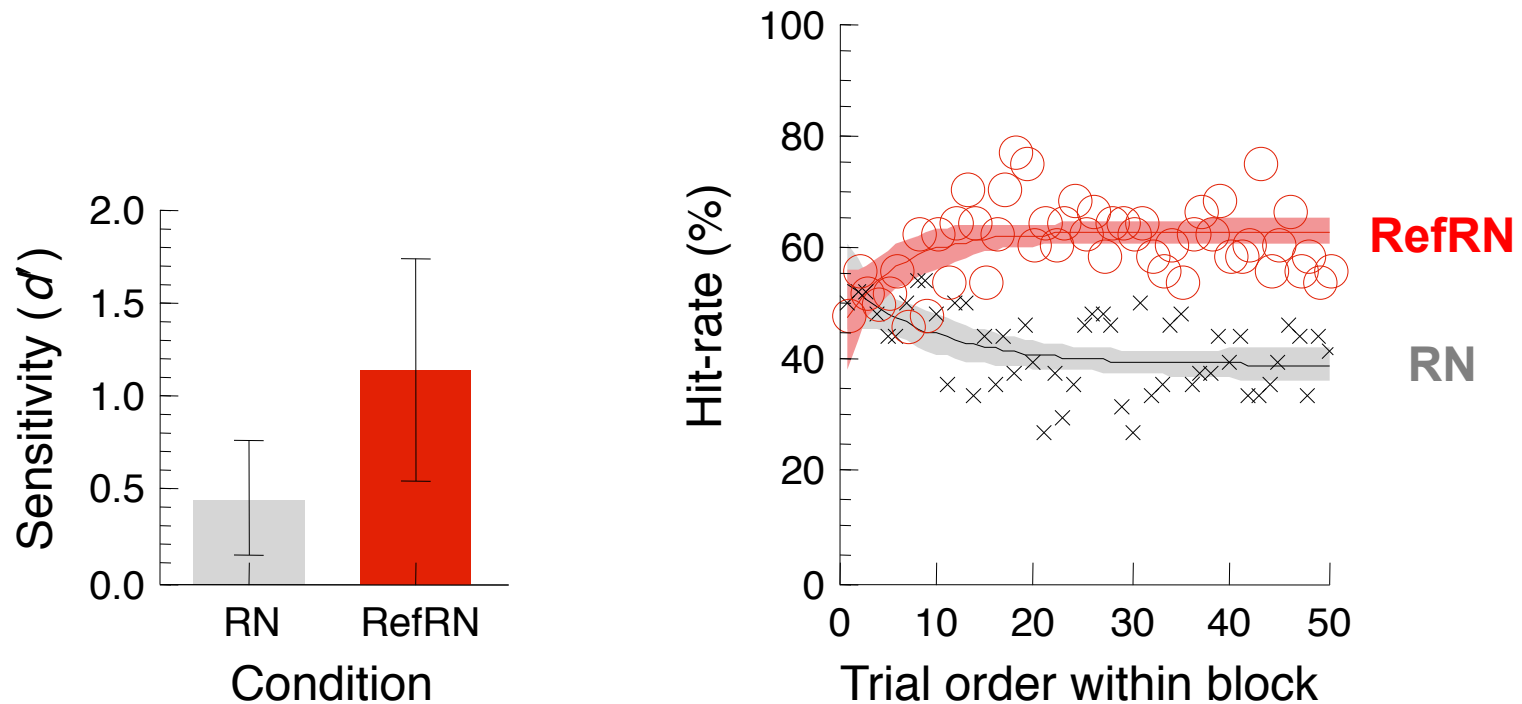 Sensitivity (d')
2.0
1.5
1.0
0.5
0.0
RN RefRN
Condition
Hit-rate (%)
100
80
60
40
20
0
0 10 20 30 40 50
Trial order within block
RefRN
RN